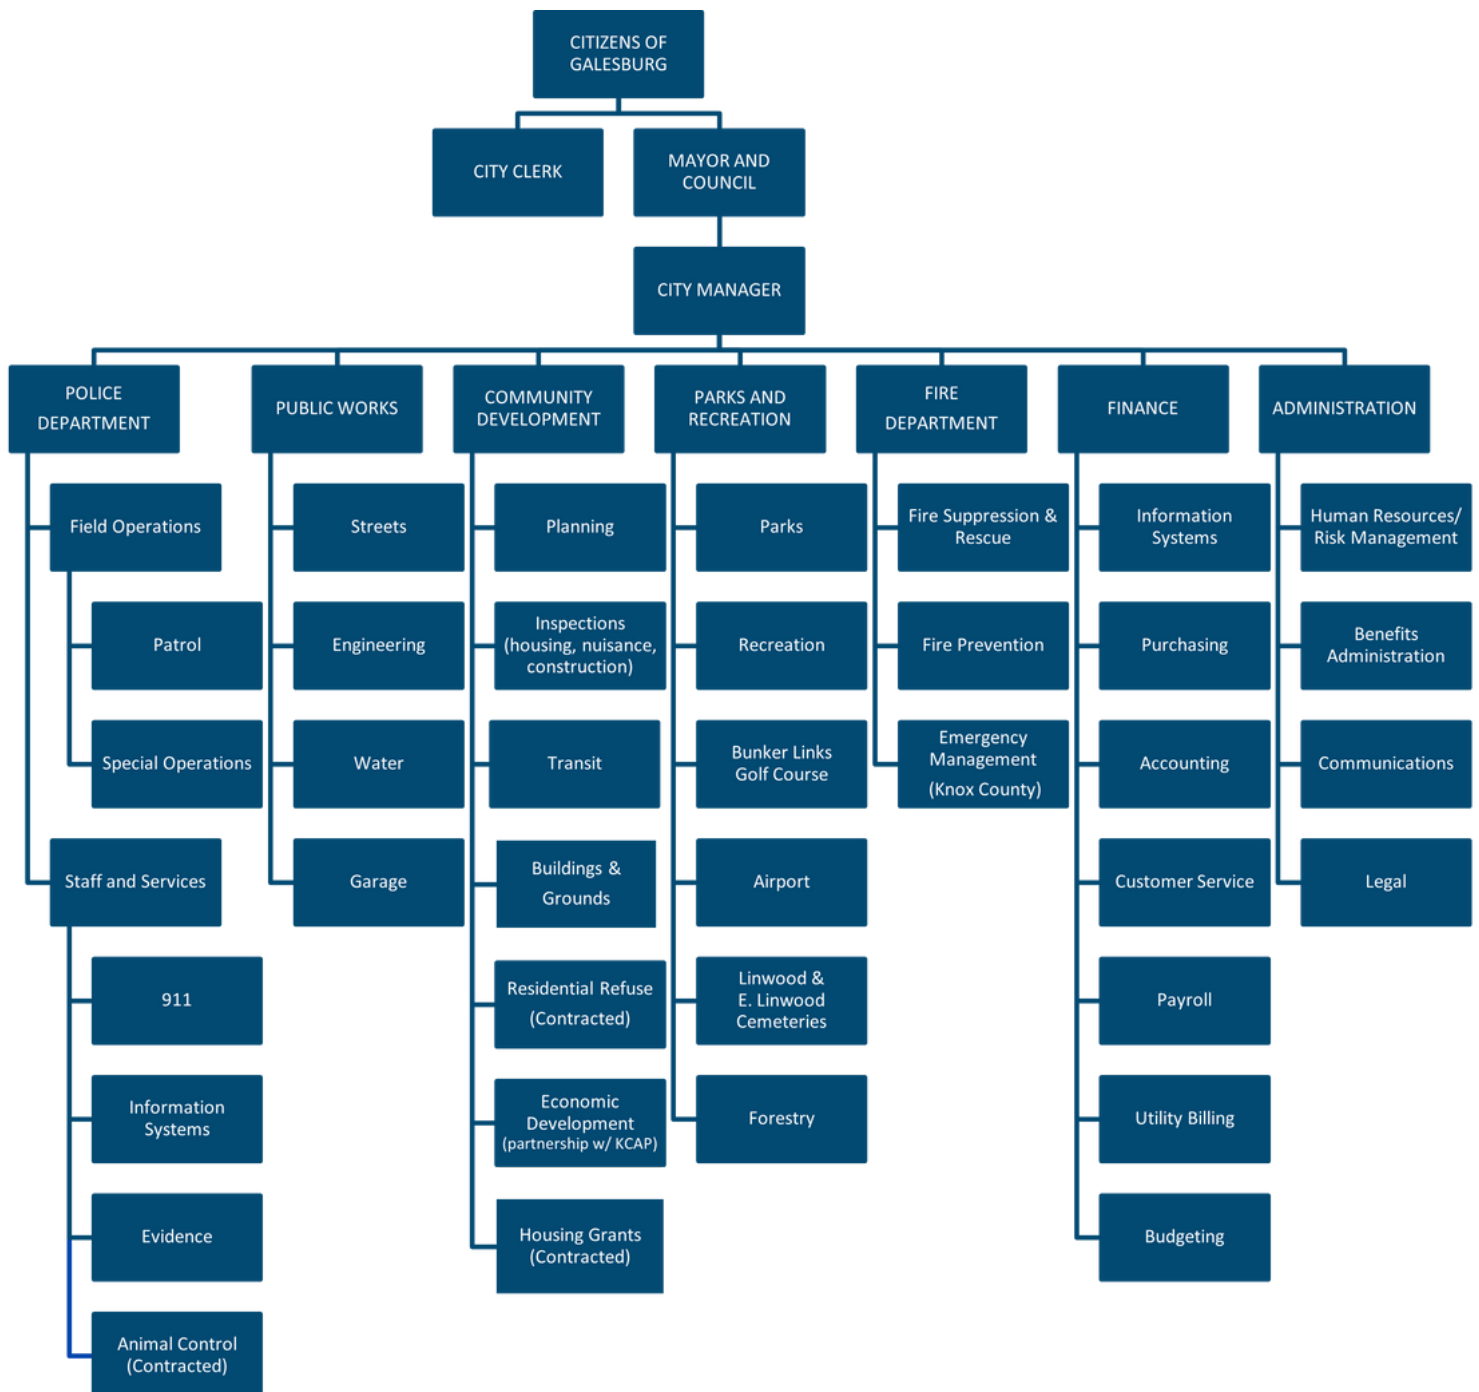 CITIZENS OF
GALESBURG
CITY CLERK
MAYOR AND
COUNCIL
CITY MANAGER
POLICE
DEPARTMENT
PUBLIC WORKS
COMMUNITY
DEVELOPMENT
PARKS AND
RECREATION
FIRE
DEPARTMENT
FINANCE
ADMINISTRATION
Field Operations
Patrol
Special Operations
Staff and Services
911
Information
Systems
Evidence
Animal Control
(Contracted)
Streets
Engineering
Water
Garage
Planning
Inspections
(housing, nuisance,
construction)
Transit
Buildings &
Grounds
Residential Refuse
(Contracted)
Economic
Development
(partnership w/ KCAP)
Housing Grants
(Contracted)
Parks
Recreation
Bunker Links
Golf Course
Airport
Linwood &
E. Linwood
Cemeteries
Forestry
Fire Suppression &
Rescue
Fire Prevention
Emergency
Management
(Knox County)
Information
Systems
Purchasing
Accounting
Customer Service
Payroll
Utility Billing
Budgeting
Human Resources/
Risk Management
Benefits
Administration
Communications
Legal